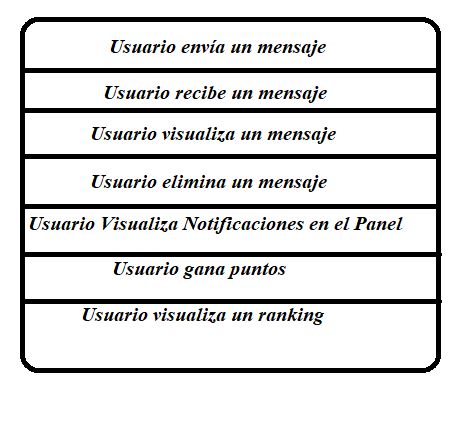 Usuario envía un mensaje
Usuario recibe un mensaje
Usuario visualiza un mensaje
Usuario elimina un mensaje
Usuario Visualiza Notificaciones en el Panel
Usuario gana puntos
Usuario visualiza un ranking